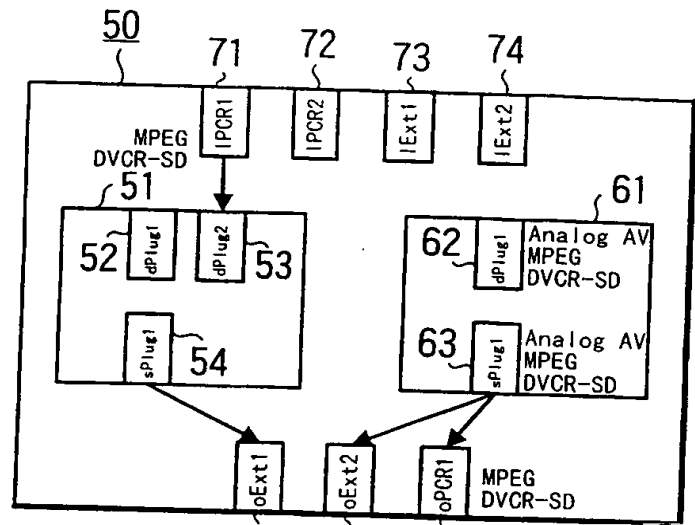 50
71
72
73
74
IPCR1
IPCR2
IExt1
IExt2
MPEG
DVCR-SD
51
61
52
dPlug1
dPlug2
53
62
dPlug1
Analog AV
MPEG
DVCR-SD
sPlug1
54
63
sPlug1
Analog AV
MPEG
DVCR-SD
oExt1
oExt2
oPCR1
MPEG
DVCR-SD